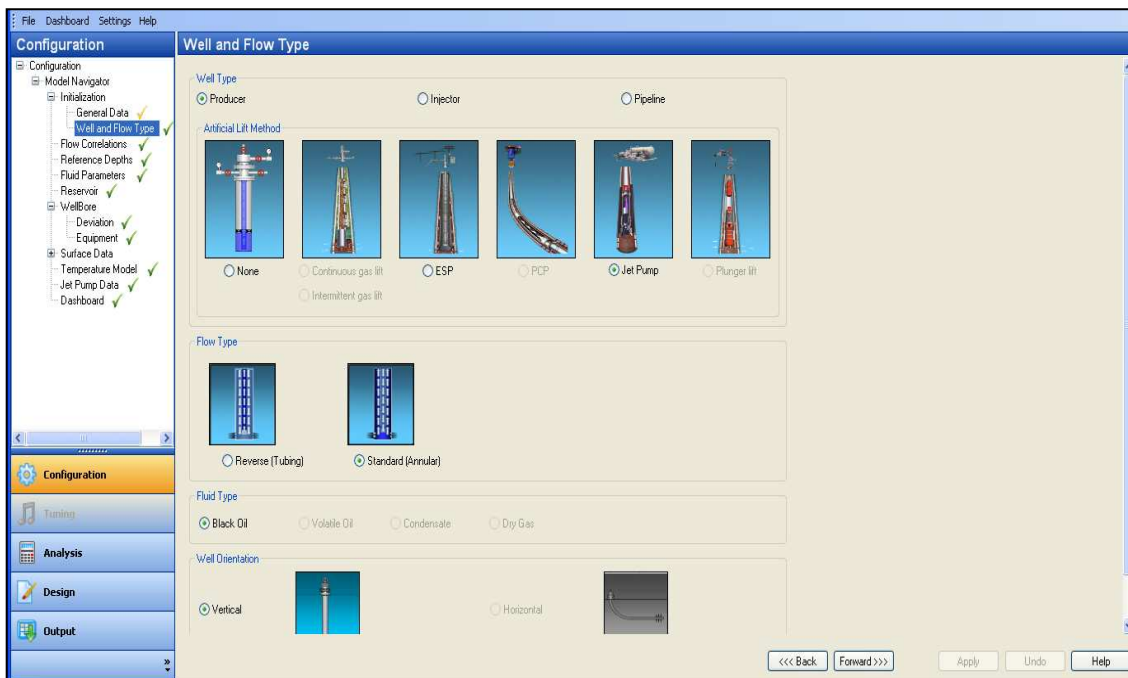 File Dashboard Settings Help
Configuration
Well and Flow Type
Configuration
Model Navigator
Initialization
General Data
Well and Flow Type
Flow Correlations
Reference Depths
Fluid Parameters
Reservoir
WellBore
Deviation
Equipment
Surface Data
Temperature Model
Jet Pump Data
Dashboard
Configuration
Tuning
Analysis
Design
Output
Well Type
Producer Injector Pipeline
Artificial Lift Method
None Continuous gas lift ESP PCP Jet Pump Plunger lift
Intermittent gas lift
Flow Type
Reverse (Tubing) Standard (Annular)
Fluid Type
Black Oil Volatile Oil Condensate Dry Gas
Well Orientation
Vertical Horizontal
<<< Back Forward >>> Apply Undo Help